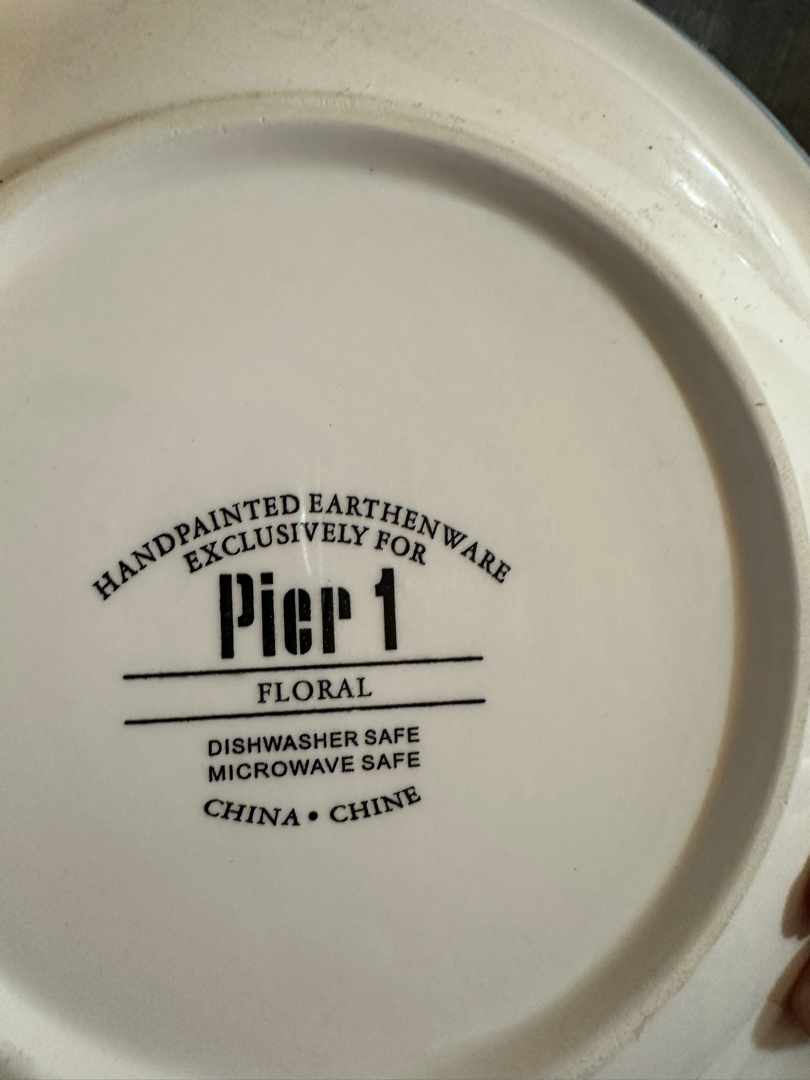 HANDPAINTED EARTHENWARE
EXCLUSIVELY FOR
Pier 1
FLORAL
DISHWASHER SAFE
MICROWAVE SAFE
CHINA • CHINE